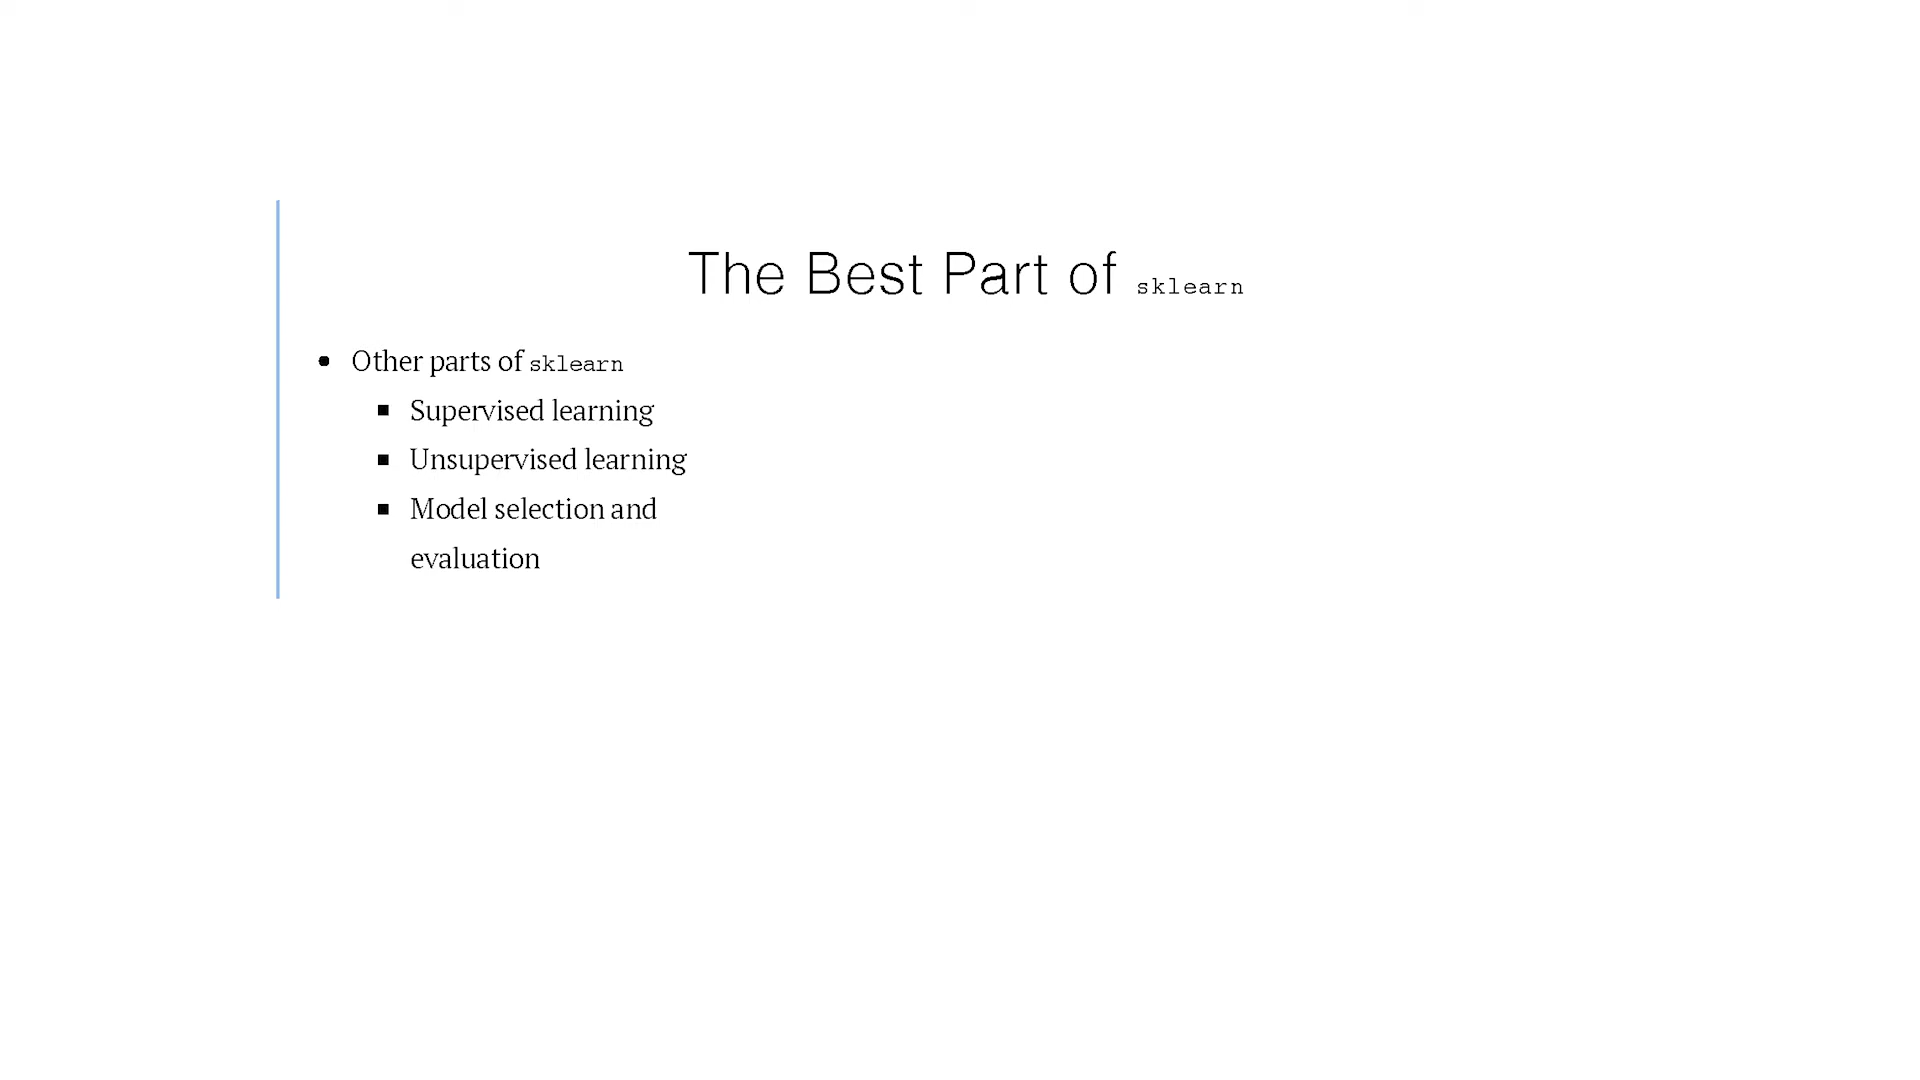 The Best Part of sklearn
Other parts of sklearn
Supervised learning
Unsupervised learning
Model selection and
evaluation